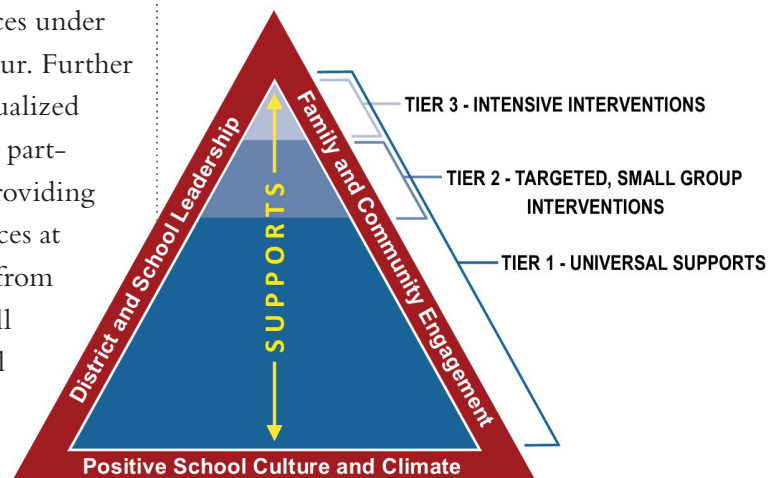 ces under
ur. Further
ualized
part-
roviding
ces at
from
ll
l
District and School Leadership
Family and Community Engagement
SUPPORTS
Positive School Culture and Climate
TIER 3 - INTENSIVE INTERVENTIONS
TIER 2 - TARGETED, SMALL GROUP
INTERVENTIONS
TIER 1 - UNIVERSAL SUPPORTS